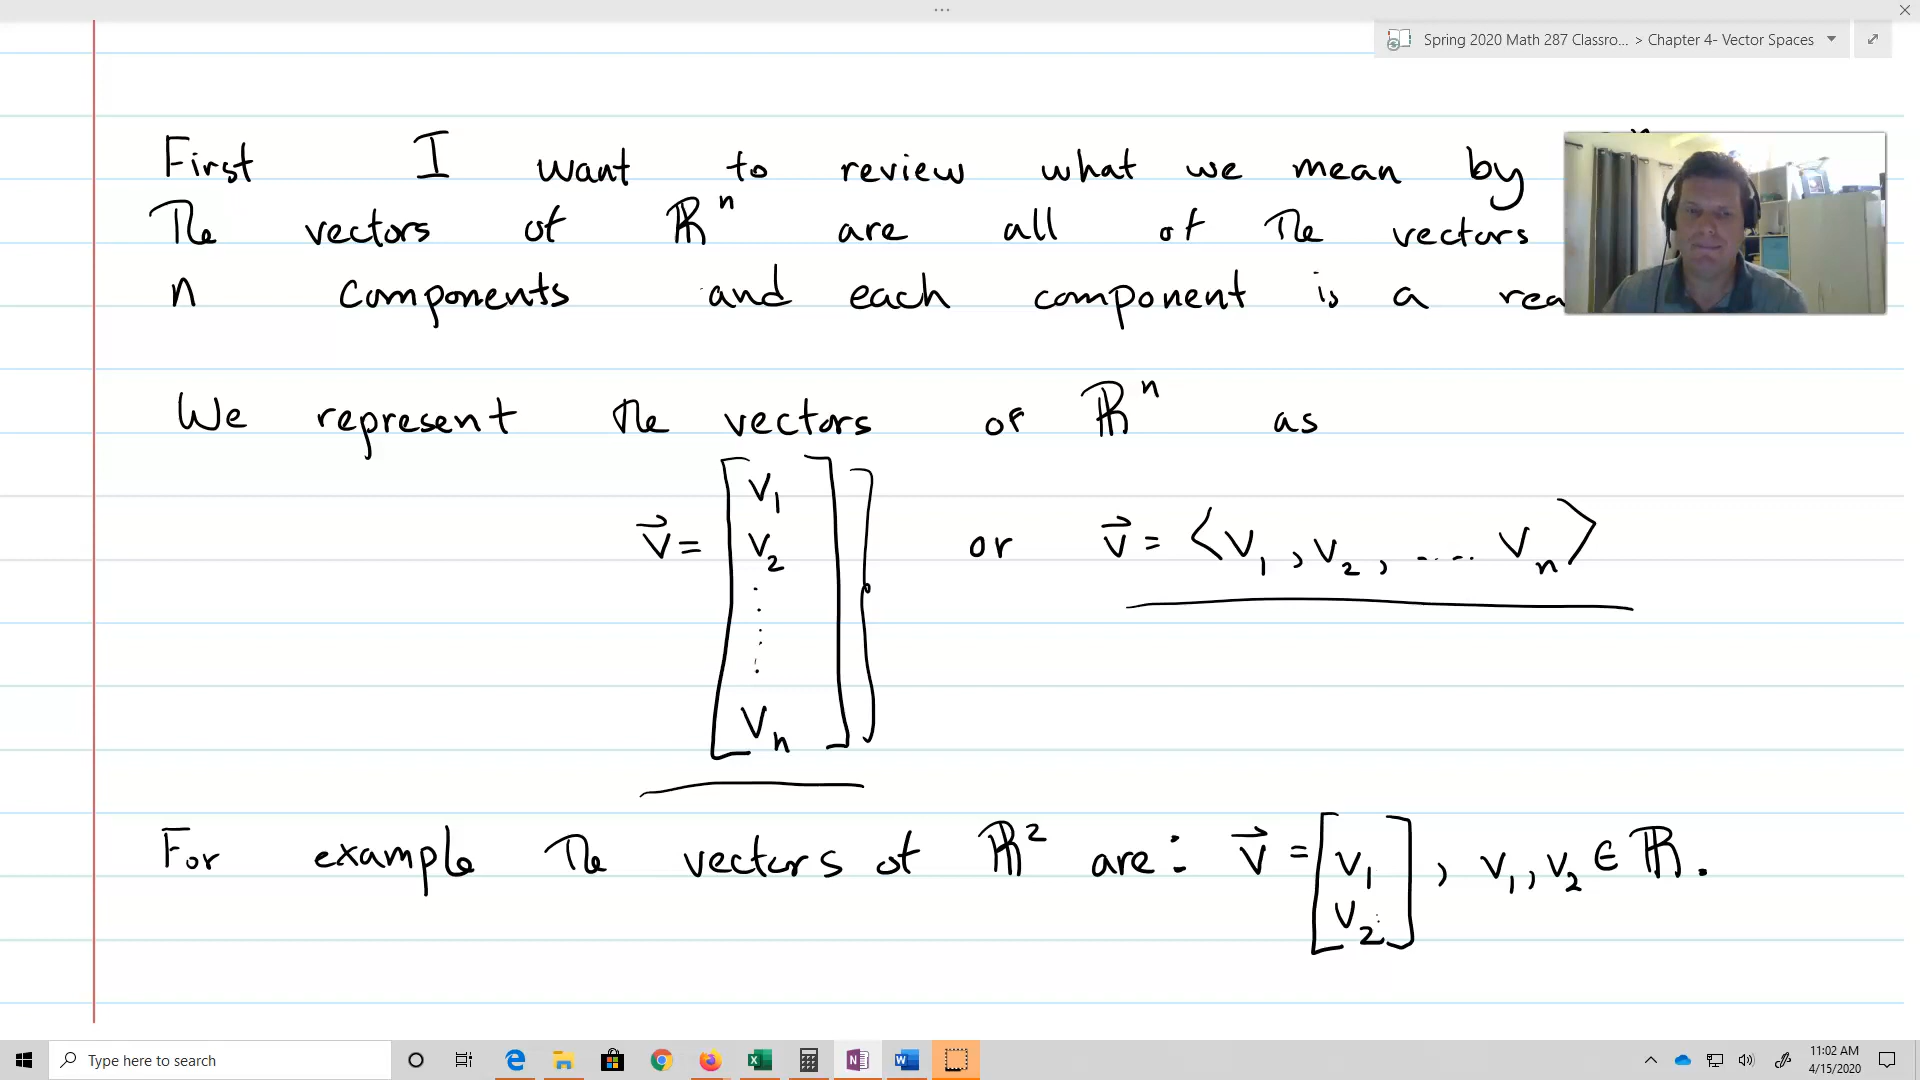 Spring 2020 Math 287 Classro... > Chapter 4- Vector Spaces
First I want to review what we mean by
The vectors of ℝⁿ are all of the vectors
n components and each component is a rea
We represent the vectors of ℝⁿ as
v⃗ = [v₁ v₂ ⋮ vₙ] or v⃗ = ⟨v₁, v₂, .... vₙ⟩
For example the vectors of ℝ² are: v⃗ = [v₁ v₂], v₁, v₂ ∈ ℝ.
Type here to search
11:02 AM
4/15/2020